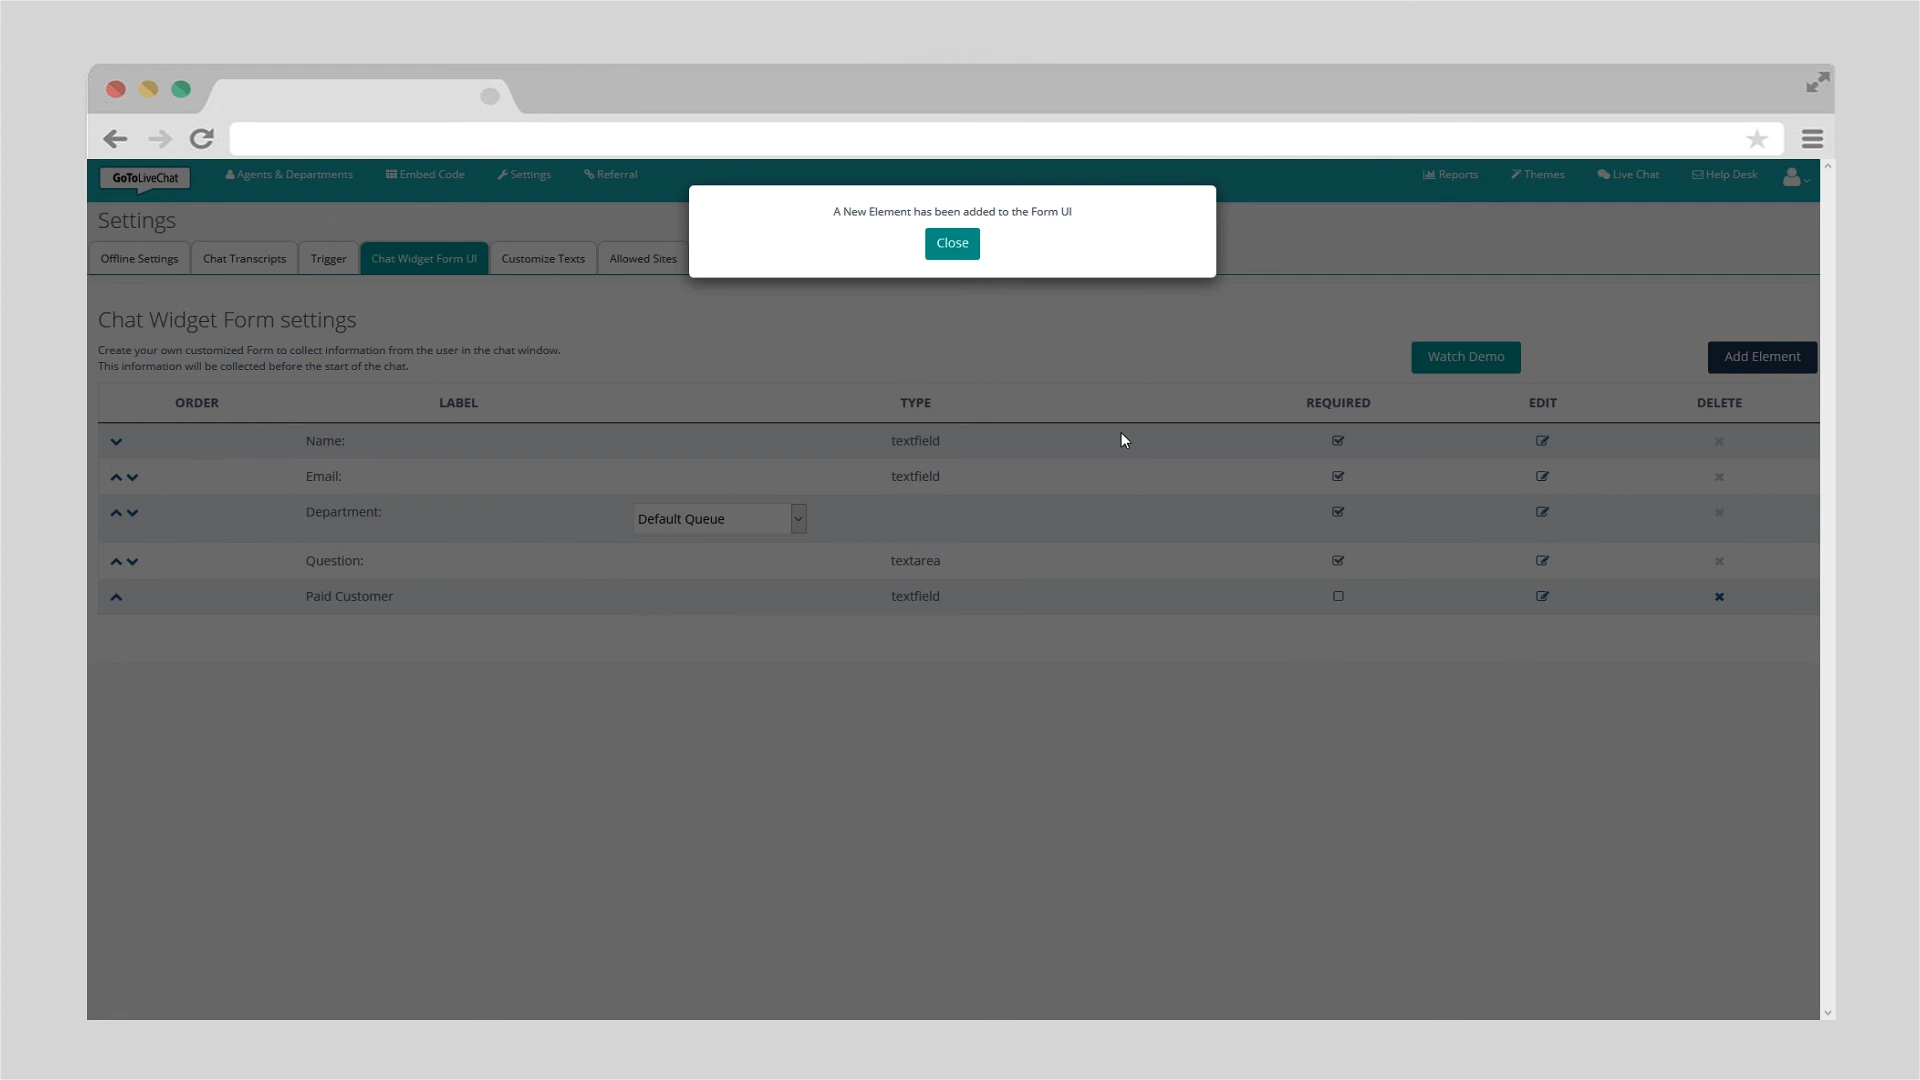 GoToLiveChat
Agents & Departments
Embed Code
Settings
Referral
Reports
Themes
Live Chat
Help Desk
A New Element has been added to the Form UI
Close
Settings
Offline Settings
Chat Transcripts
Trigger
Chat Widget Form UI
Customize Texts
Allowed Sites
Chat Widget Form settings
Create your own customized Form to collect information from the user in the chat window.
This information will be collected before the start of the chat.
Watch Demo
Add Element
ORDER LABEL TYPE REQUIRED EDIT DELETE
Name: textfield
Email: textfield
Department: Default Queue
Question: textarea
Paid Customer textfield